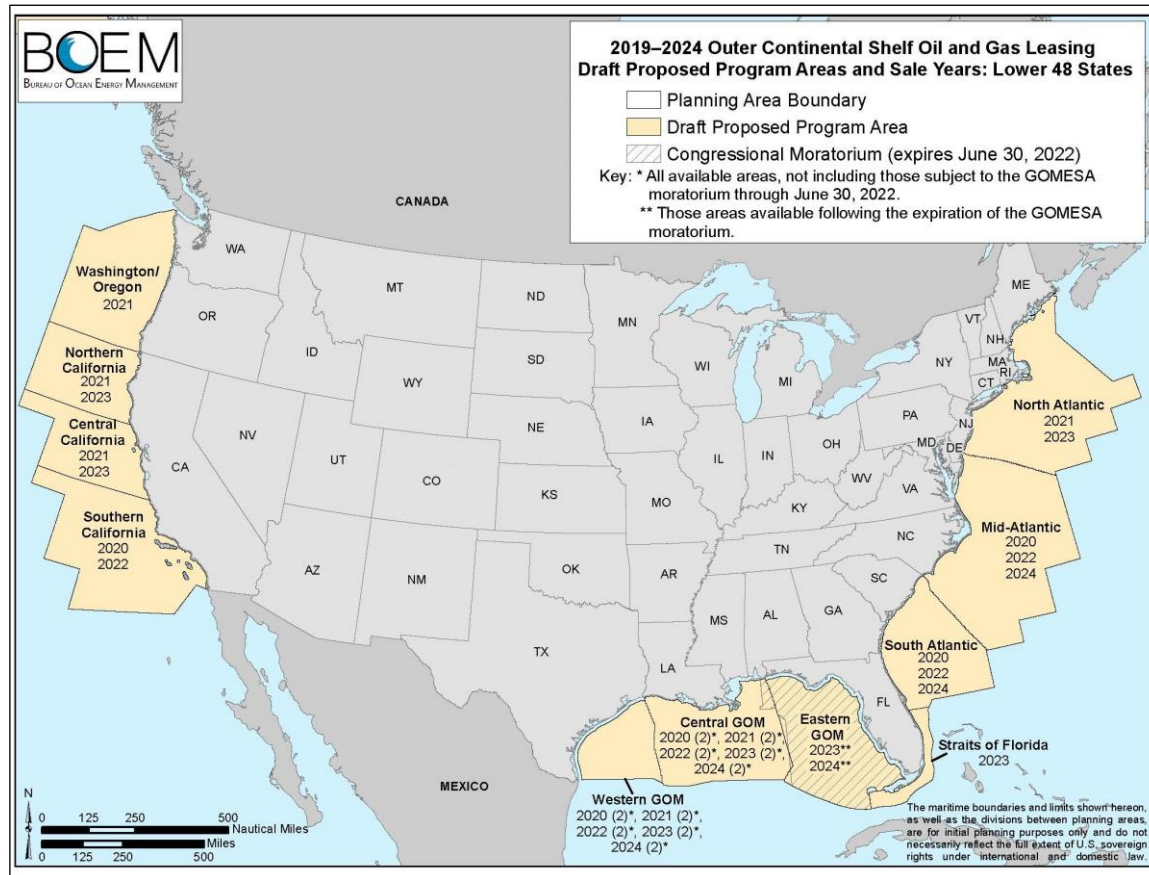 BOEM
BUREAU OF OCEAN ENERGY MANAGEMENT
2019–2024 Outer Continental Shelf Oil and Gas Leasing
Draft Proposed Program Areas and Sale Years: Lower 48 States
Planning Area Boundary
Draft Proposed Program Area
Congressional Moratorium (expires June 30, 2022)
Key: * All available areas, not including those subject to the GOMESA
moratorium through June 30, 2022.
** Those areas available following the expiration of the GOMESA
moratorium.
CANADA
WA
MT
ND
MN
ME
VT
NH
Washington/
Oregon
2021
OR
ID
SD
WI
MI
NY
MA
RI
CT
Northern
California
2021
2023
WY
IA
NE
PA
NJ
North Atlantic
2021
2023
Central
California
2021
2023
NV
UT
CO
CA
IL
IN
OH
MD
DE
WV
VA
KS
MO
KY
Southern
California
2020
2022
Mid-Atlantic
2020
2022
2024
AZ
NM
OK
AR
TN
NC
SC
MS
AL
GA
TX
LA
South Atlantic
2020
2022
2024
FL
Central GOM
2020 (2)*, 2021 (2)*,
2022 (2)*, 2023 (2)*,
2024 (2)*
Eastern
GOM
2023**
2024**
Straits of Florida
2023
MEXICO
Western GOM
2020 (2)*, 2021 (2)*,
2022 (2)*, 2023 (2)*,
2024 (2)*
N
0 125 250 500
Nautical Miles
Miles
0 125 250 500
The maritime boundaries and limits shown hereon,
as well as the divisions between planning areas,
are for initial planning purposes only and do not
necessarily reflect the full extent of U.S. sovereign
rights under international and domestic law.